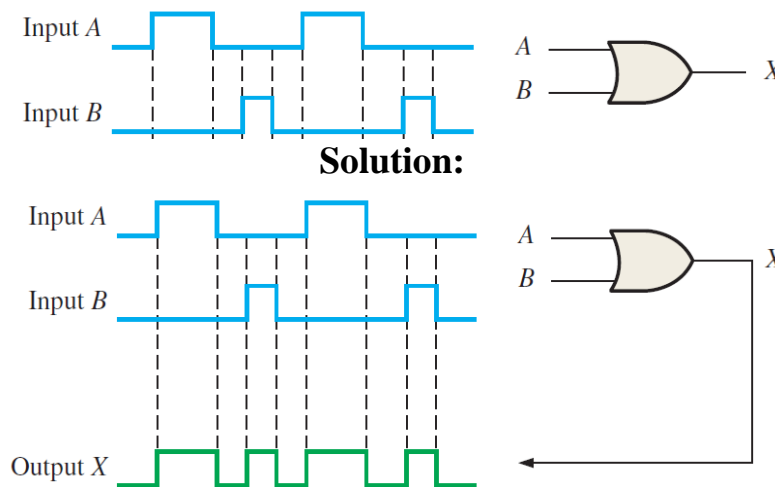 Input A
A
X
B
Input B
Solution:
Input A
A
X
B
Input B
Output X